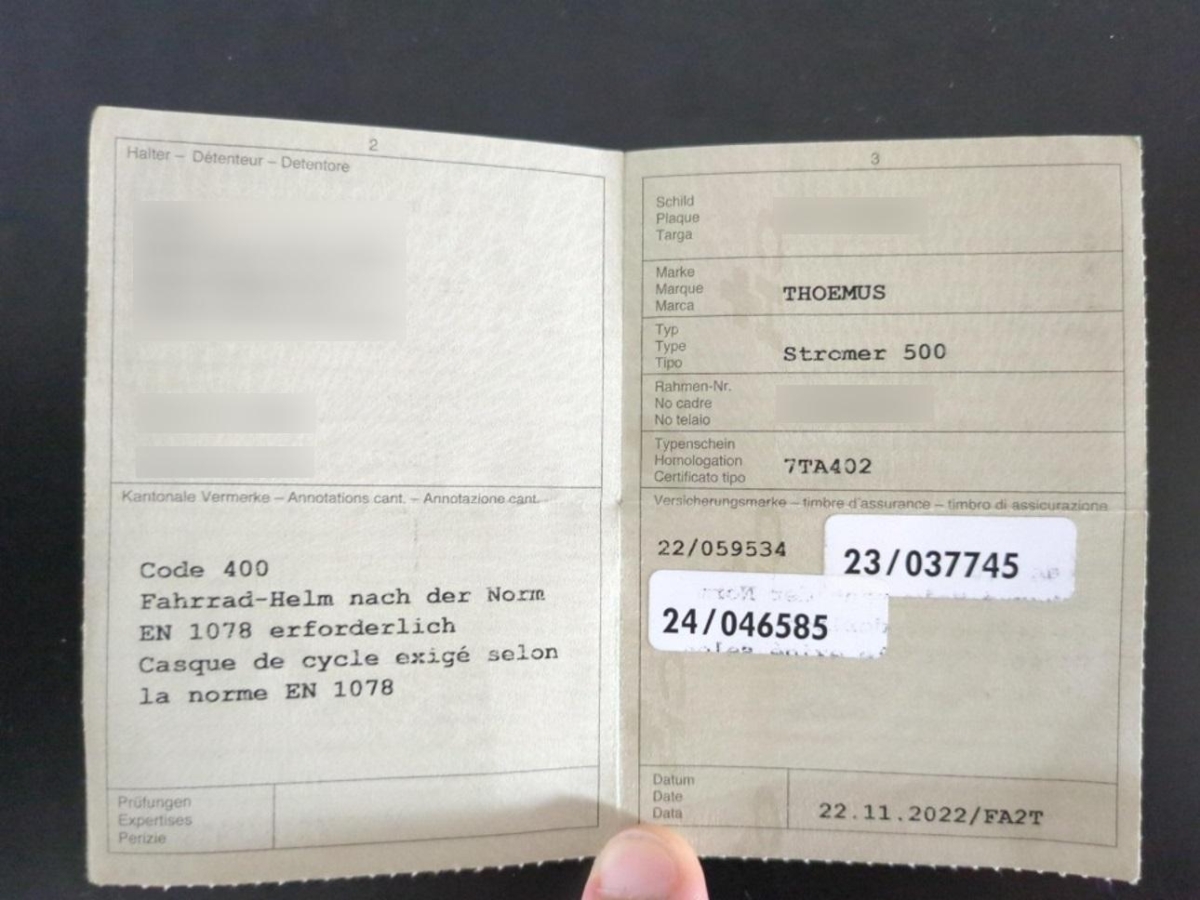 2
Halter – Détenteur – Detentore
Kantonale Vermerke – Annotations cant. – Annotazione cant.
Code 400
Fahrrad-Helm nach der Norm
EN 1078 erforderlich
Casque de cycle exigé selon
la norme EN 1078
Prüfungen
Expertises
Perizie
3
Schild
Plaque
Targa
Marke
Marque
Marca
THOEMUS
Typ
Type
Tipo
Stromer 500
Rahmen-Nr.
No cadre
No telaio
Typenschein
Homologation
Certificato tipo
7TA402
Versicherungsmarke – timbre d'assurance – timbro di assicurazione
22/059534
23/037745
24/046585
Datum
Date
Data
22.11.2022/FA2T